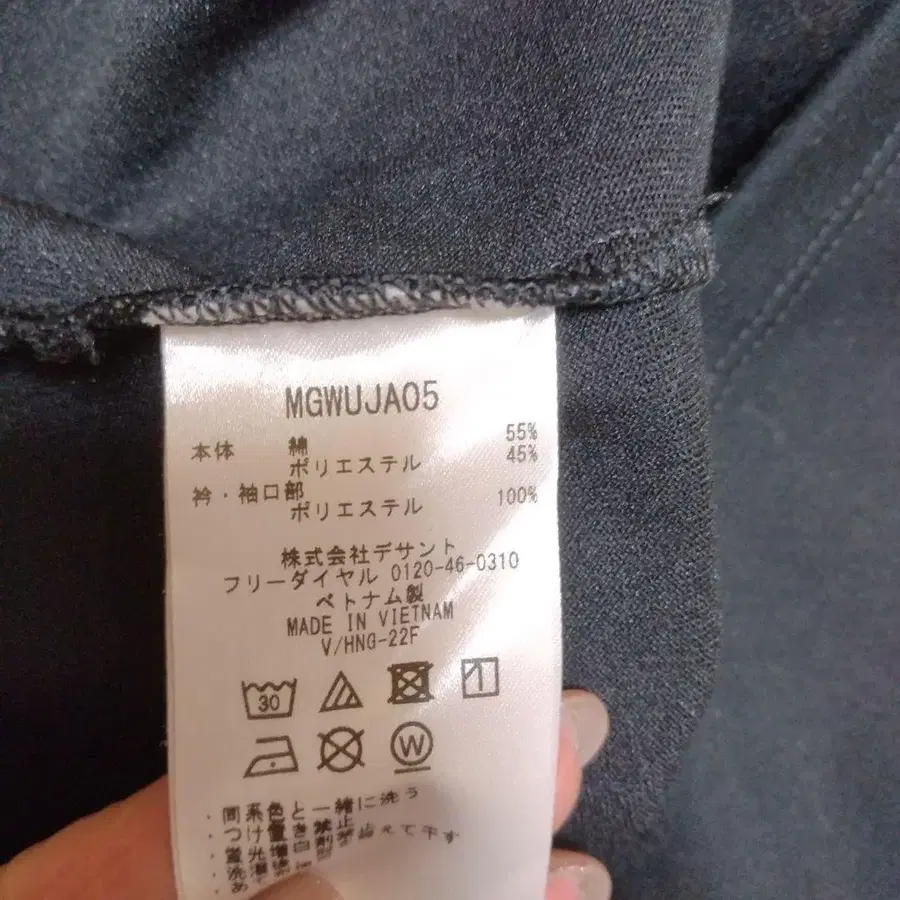 MGWUJA05
本体 綿 55%
ポリエステル 45%
衿・袖口部
ポリエステル 100%
株式会社デサント
フリーダイヤル 0120-46-0310
ベトナム製
MADE IN VIETNAM
V/HNG-22F
30
W
・同系色と一緒に洗う
・つけ置き禁止